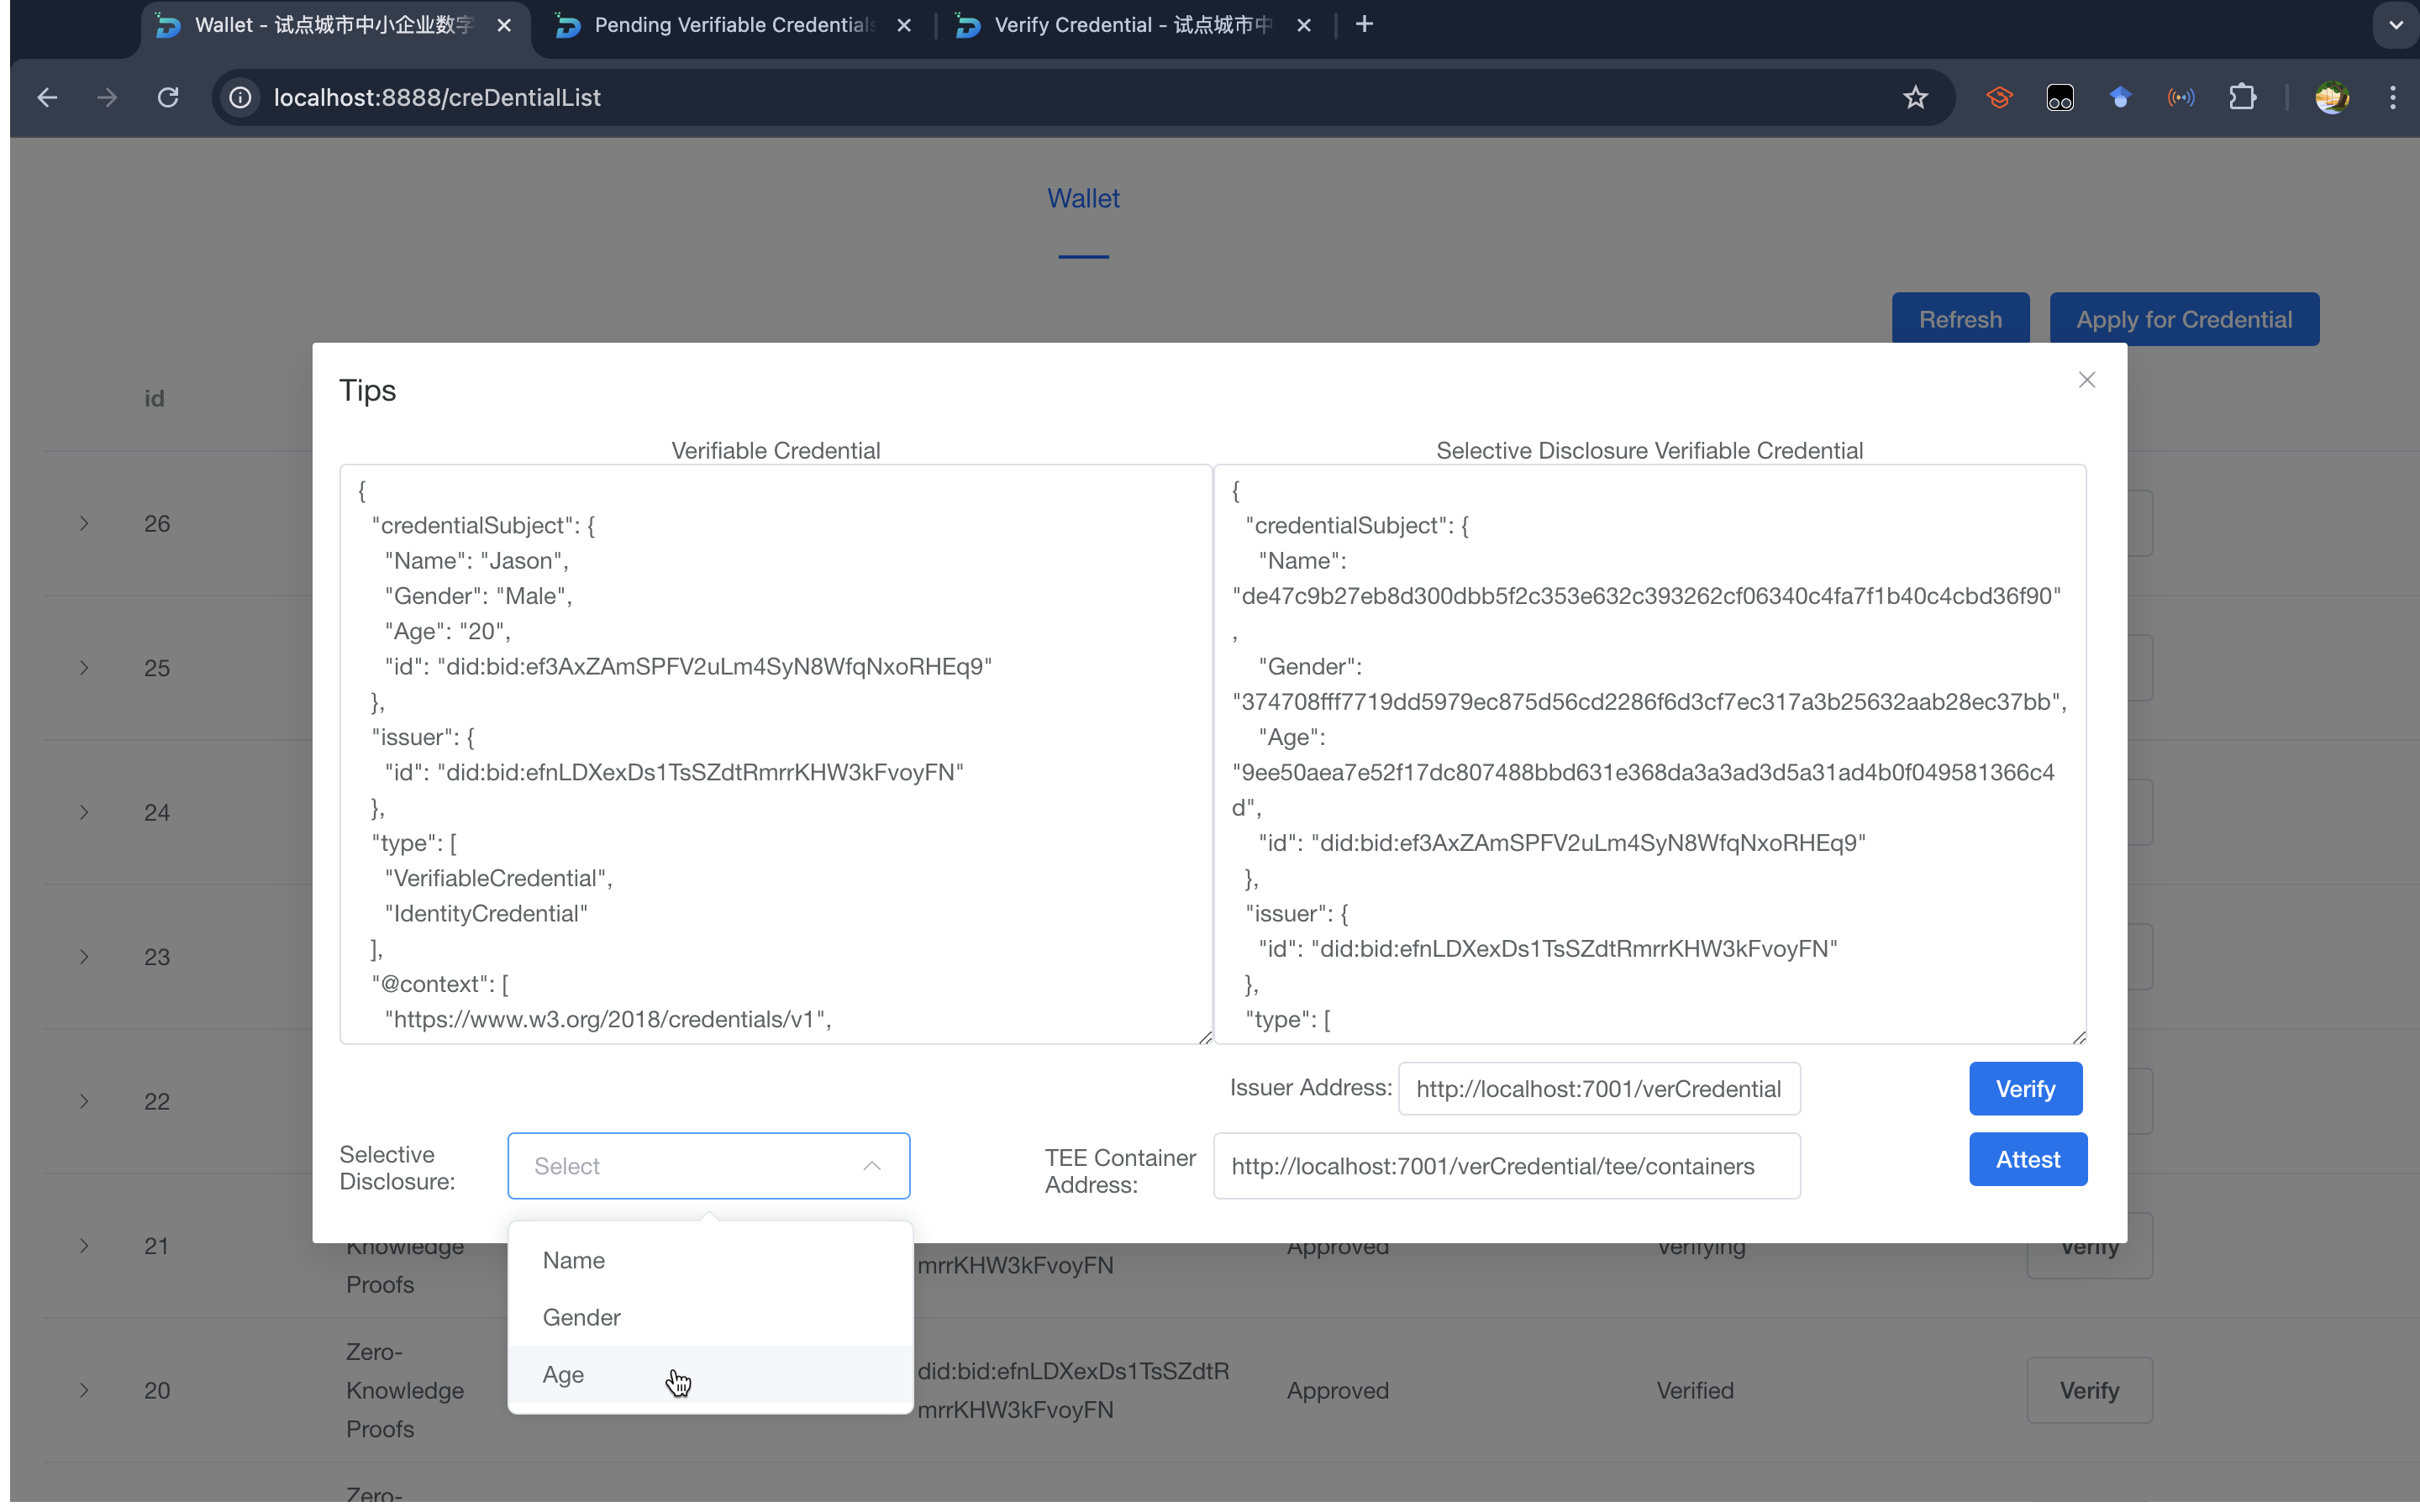 Wallet - 试点城市中小企业数字
Pending Verifiable Credentials
Verify Credential - 试点城市中
localhost:8888/creDentialList
Wallet
Refresh
Apply for Credential
id
Tips
Verifiable Credential
{
"credentialSubject": {
"Name": "Jason",
"Gender": "Male",
"Age": "20",
"id": "did:bid:ef3AxZAmSPFV2uLm4SyN8WfqNxoRHEq9"
},
"issuer": {
"id": "did:bid:efnLDXexDs1TsSZdtRmrrKHW3kFvoyFN"
},
"type": [
"VerifiableCredential",
"IdentityCredential"
],
"@context": [
"https://www.w3.org/2018/credentials/v1",
Selective Disclosure Verifiable Credential
{
"credentialSubject": {
"Name":
"de47c9b27eb8d300dbb5f2c353e632c393262cf06340c4fa7f1b40c4cbd36f90"
,
"Gender":
"374708fff7719dd5979ec875d56cd2286f6d3cf7ec317a3b25632aab28ec37bb",
"Age":
"9ee50aea7e52f17dc807488bbd631e368da3a3ad3d5a31ad4b0f049581366c4
d",
"id": "did:bid:ef3AxZAmSPFV2uLm4SyN8WfqNxoRHEq9"
},
"issuer": {
"id": "did:bid:efnLDXexDs1TsSZdtRmrrKHW3kFvoyFN"
},
"type": [
Issuer Address:
http://localhost:7001/verCredential
Verify
Selective
Disclosure:
Select
TEE Container
Address:
http://localhost:7001/verCredential/tee/containers
Attest
Name
Gender
Age
26
25
24
23
22
21
Knowledge
Proofs
mrrKHW3kFvoyFN
Approved
Verifying
Verify
20
Zero-
Knowledge
Proofs
did:bid:efnLDXexDs1TsSZdtR
mrrKHW3kFvoyFN
Approved
Verified
Verify
Zero-